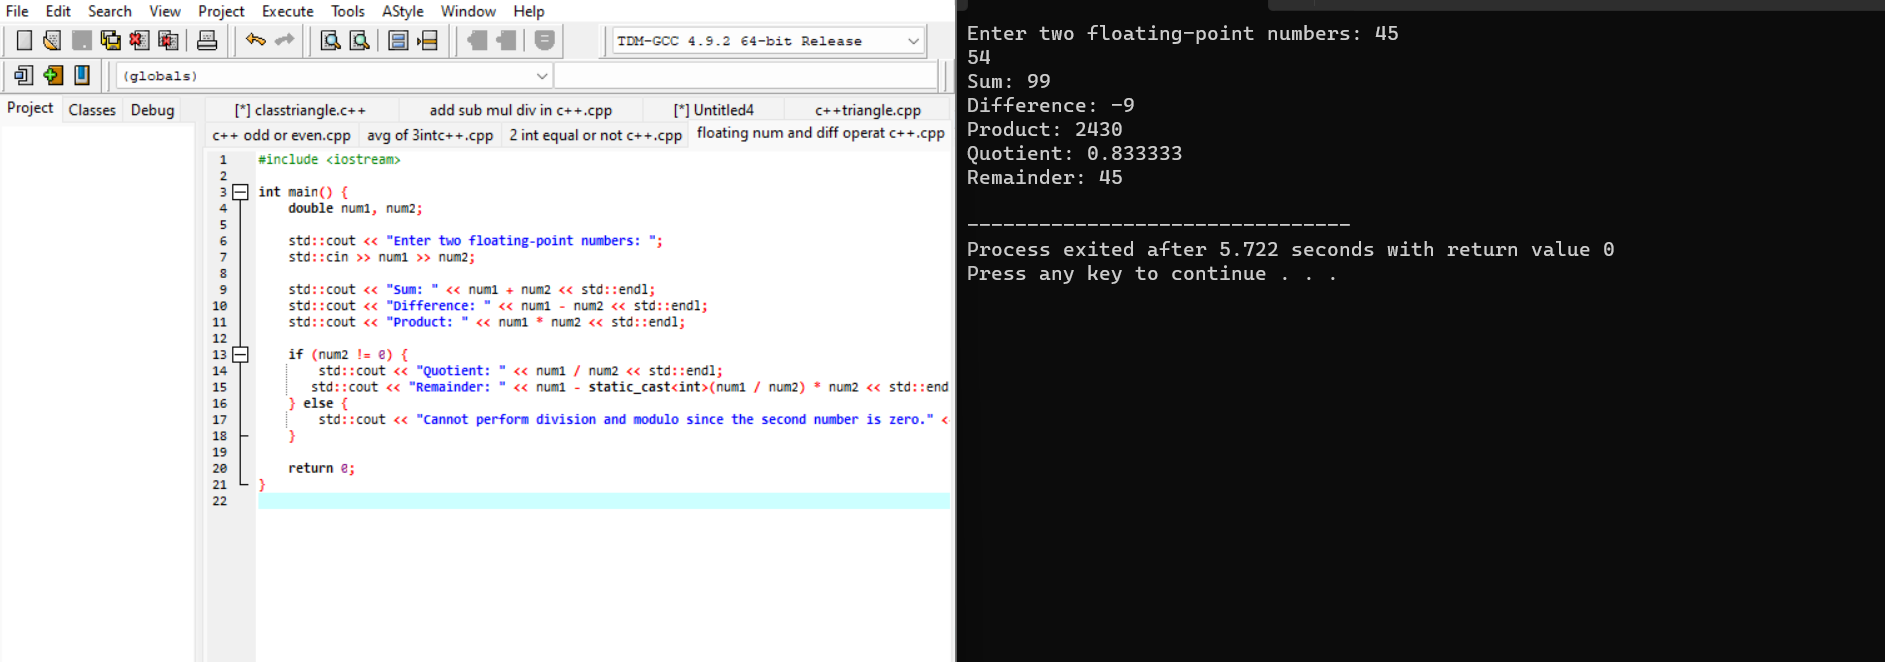 File Edit Search View Project Execute Tools AStyle Window Help
TDM-GCC 4.9.2 64-bit Release
(globals)
Project Classes Debug
[*] classtriangle.c++ add sub mul div in c++.cpp [*] Untitled4 c++triangle.cpp
c++ odd or even.cpp avg of 3intc++.cpp 2 int equal or not c++.cpp floating num and diff operat c++.cpp
1 #include <iostream>
2
3 int main() {
4 double num1, num2;
5
6 std::cout << "Enter two floating-point numbers: ";
7 std::cin >> num1 >> num2;
8
9 std::cout << "Sum: " << num1 + num2 << std::endl;
10 std::cout << "Difference: " << num1 - num2 << std::endl;
11 std::cout << "Product: " << num1 * num2 << std::endl;
12
13 if (num2 != 0) {
14 std::cout << "Quotient: " << num1 / num2 << std::endl;
15 std::cout << "Remainder: " << num1 - static_cast<int>(num1 / num2) * num2 << std::end
16 } else {
17 std::cout << "Cannot perform division and modulo since the second number is zero." <
18 }
19
20 return 0;
21 }
22
Enter two floating-point numbers: 45
54
Sum: 99
Difference: -9
Product: 2430
Quotient: 0.833333
Remainder: 45
--------------------------------
Process exited after 5.722 seconds with return value 0
Press any key to continue . . .